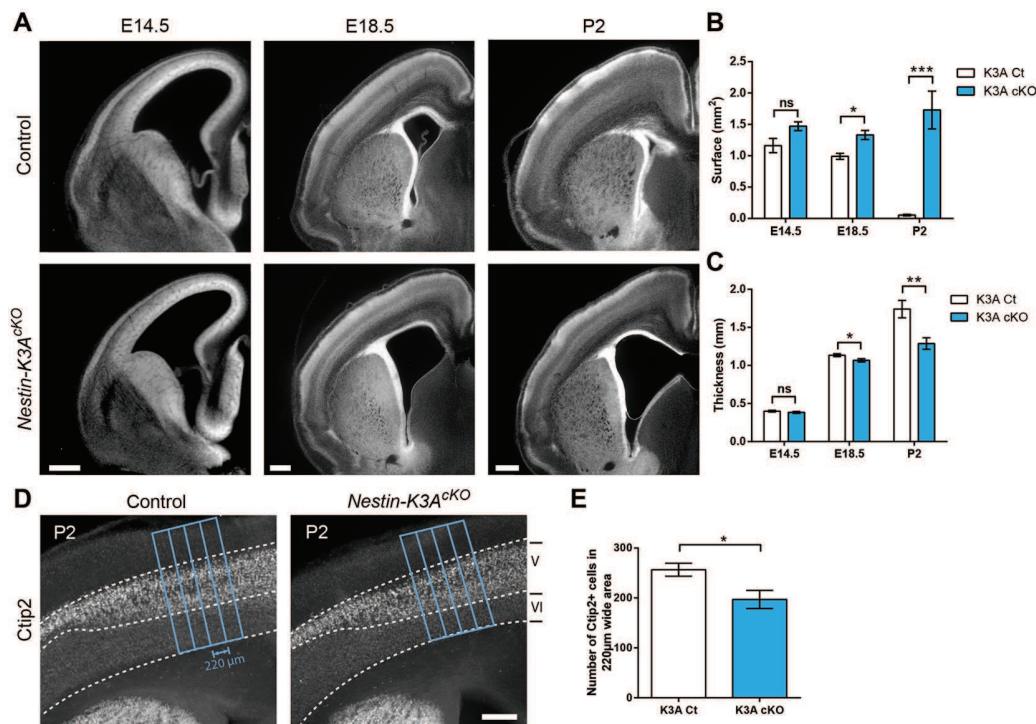 A
E14.5
E18.5
P2
Control
Nestin-K3A^cKO
B
Surface (mm²)
2.5
2.0
1.5
1.0
0.5
0.0
ns
*
***
E14.5
E18.5
P2
K3A Ct
K3A cKO
C
Thickness (mm)
2.0
1.5
1.0
0.5
0.0
ns
*
**
E14.5
E18.5
P2
K3A Ct
K3A cKO
D
Control
Nestin-K3A^cKO
Ctip2
P2
P2
220 µm
V
VI
E
Number of Ctip2+ cells in
220µm wide area
300
200
100
0
*
K3A Ct
K3A cKO